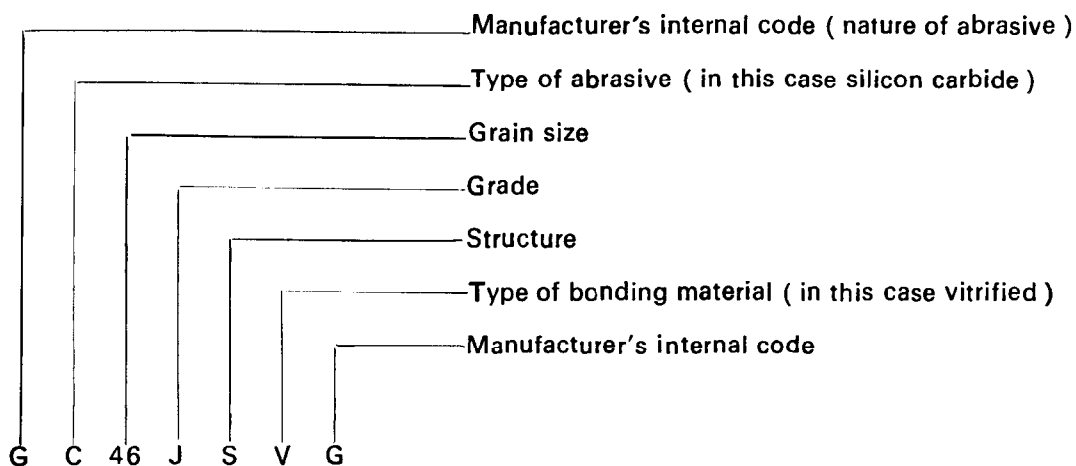 Manufacturer's internal code ( nature of abrasive )
Type of abrasive ( in this case silicon carbide )
Grain size
Grade
Structure
Type of bonding material ( in this case vitrified )
Manufacturer's internal code
G C 46 J S V G